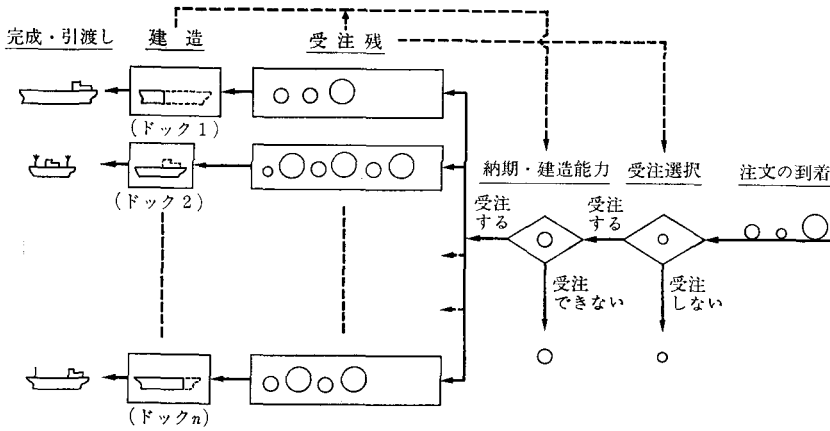 完成・引渡し
建造
受注残
(ドック1)
(ドック2)
(ドックn)
納期・建造能力
受注選択
注文の到着
受注
する
受注
する
受注
できない
受注
しない